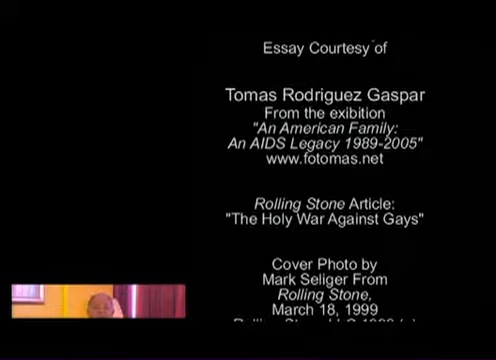 Essay Courtesy of
Tomas Rodriguez Gaspar
From the exibition
"An American Family:
An AIDS Legacy 1989-2005"
www.fotomas.net
Rolling Stone Article:
"The Holy War Against Gays"
Cover Photo by
Mark Seliger From
Rolling Stone,
March 18, 1999